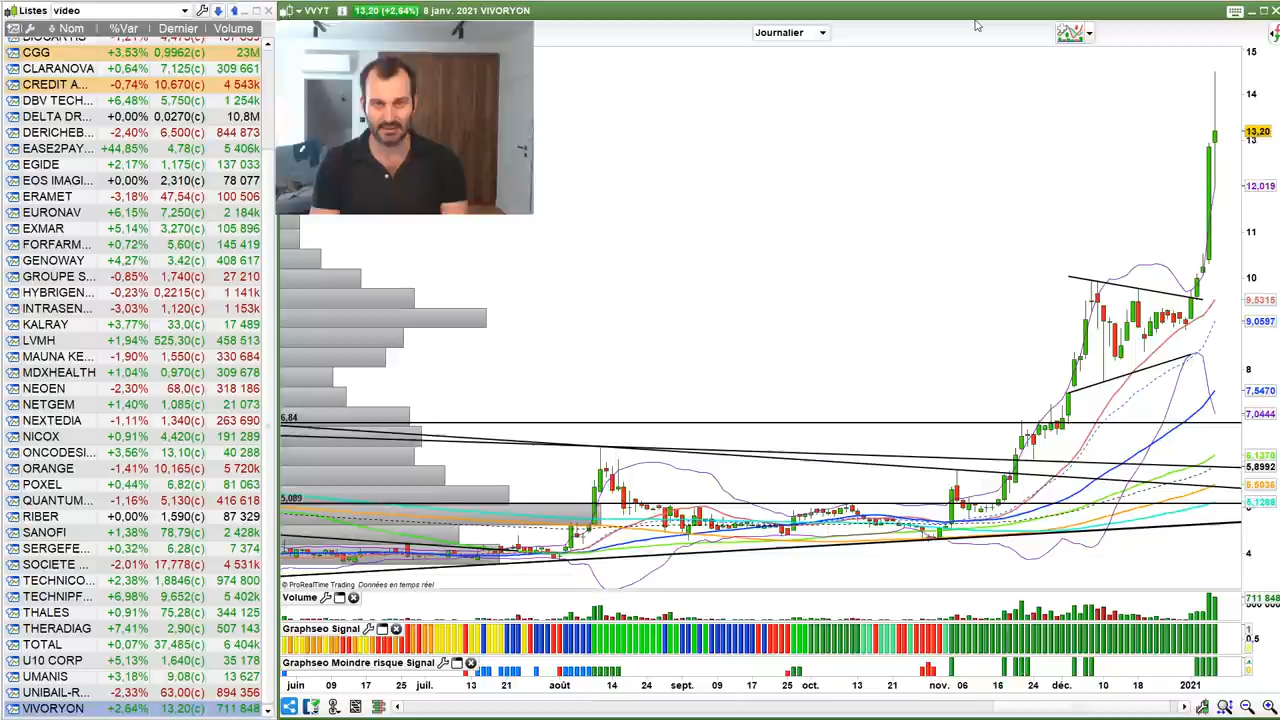 Listes video
VVYT 13,20 (+2,64%) 8 janv. 2021 VIVORYON
Nom %Var Dernier Volume
Journalier
CGG +3.53% 0,9962(c) 23M
CLARANOVA +0,64% 7,125(c) 309 661
CREDIT A... -0,74% 10,670(c) 4 543k
DBV TECH... +6,48% 5,750(c) 1 254k
DELTA DR... +0,00% 0,0270(c) 10,8M
DERICHEB... -2,40% 6.500(c) 844 873
EASE2PAY... +44,85% 4,78(c) 5 102k
EGIDE +2,17% 1,175(c) 137 033
EOS IMAGI... +0,00% 2,310(c) 78 077
ERAMET -3,18% 47,54(c) 100 506
EURONAV +6,15% 7,250(c) 2 184k
EXMAR +5,14% 3,270(c) 105 896
FORFARM... +0,72% 5,60(c) 145 419
GENOWAY +4,27% 3,42(c) 408 617
GROUPE S... -0,85% 1,740(c) 27 210
HYBRIGEN... -0,23% 0,2215(c) 1 141k
INTRASEN... -3,03% 1,120(c) 1 153k
KALRAY +3,77% 33,0(c) 17 489
LVMH +1,94% 525,30(c) 458 513
MAUNA KE... -1,90% 1,550(c) 330 684
MDXHEALTH +1,04% 0,970(c) 309 678
NEOEN -2,30% 68,0(c) 318 186
NETGEM +1,40% 1,085(c) 21 073
NEXTEDIA -1,11% 1,340(c) 263 690
NICOX +0,91% 4,420(c) 191 289
ONCODESI... +3,56% 13,10(c) 40 288
ORANGE -1,41% 10,165(c) 5 720k
POXEL +0,44% 6,82(c) 81 063
QUANTUM... -1,16% 5,130(c) 416 618
RIBER +0,00% 1,590(c) 87 329
SANOFI +1,38% 78,79(c) 2 428k
SERGEFE... +0,32% 6,28(c) 7 374
SOCIETE ... -2,01% 17,778(c) 4 531k
TECHNICO... +2,38% 1,8846(c) 974 800
TECHNIPF... +6,98% 9,652(c) 5 402k
THALES +0,91% 75,28(c) 344 125
THERADIAG +7,41% 2,90(c) 507 143
TOTAL +0,04% 37,485(c) 6 404k
U10 CORP +5,13% 1,640(c) 35 178
UMANIS +3,18% 9,08(c) 13 627
UNIBAIL-R... -2,33% 63,00(c) 894 356
VIVORYON +2,64% 13,20(c) 711 848
15
14
13,20
13
12,019
11
10
9,5315
9,0597
8
7,5470
7,0444
6,84
6,1370
5,8992
5,5036
5,089
5,1288
4
© ProRealTime Trading Données en temps réel
Volume
711 848
Graphseo Signal
1
0,5
Graphseo Moindre risque Signal
juin 09 17 25 juil. 13 21 août 14 24 sept. 09 17 25 oct. 13 21 nov. 06 16 24 déc. 10 18 2021